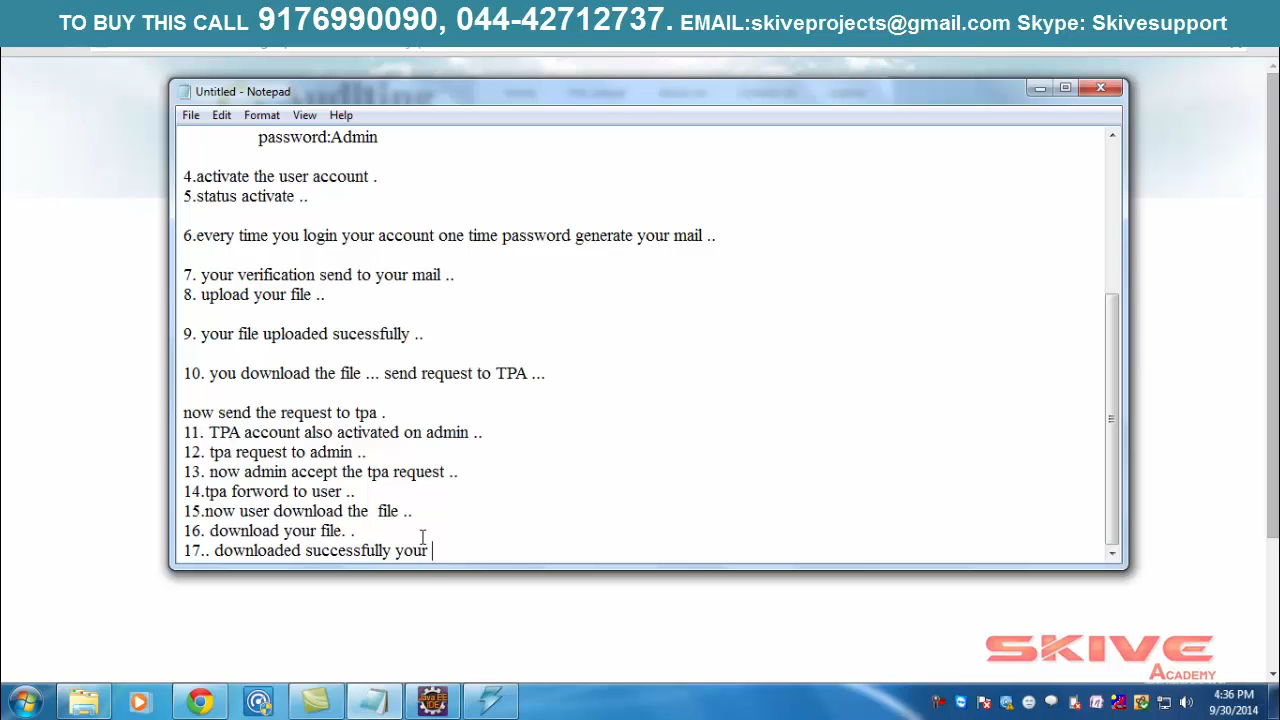 TO BUY THIS CALL 9176990090, 044-42712737. EMAIL:skiveprojects@gmail.com Skype: Skivesupport
Untitled - Notepad
File Edit Format View Help
password:Admin
4.activate the user account .
5.status activate ..
6.every time you login your account one time password generate your mail ..
7. your verification send to your mail ..
8. upload your file ..
9. your file uploaded sucessfully ..
10. you download the file ... send request to TPA ...
now send the request to tpa .
11. TPA account also activated on admin ..
12. tpa request to admin ..
13. now admin accept the tpa request ..
14.tpa forword to user ..
15.now user download the  file ..
16. download your file. .
17.. downloaded successfully your
SKIVE
ACADEMY
Java EE
IDE
4:36 PM
9/30/2014